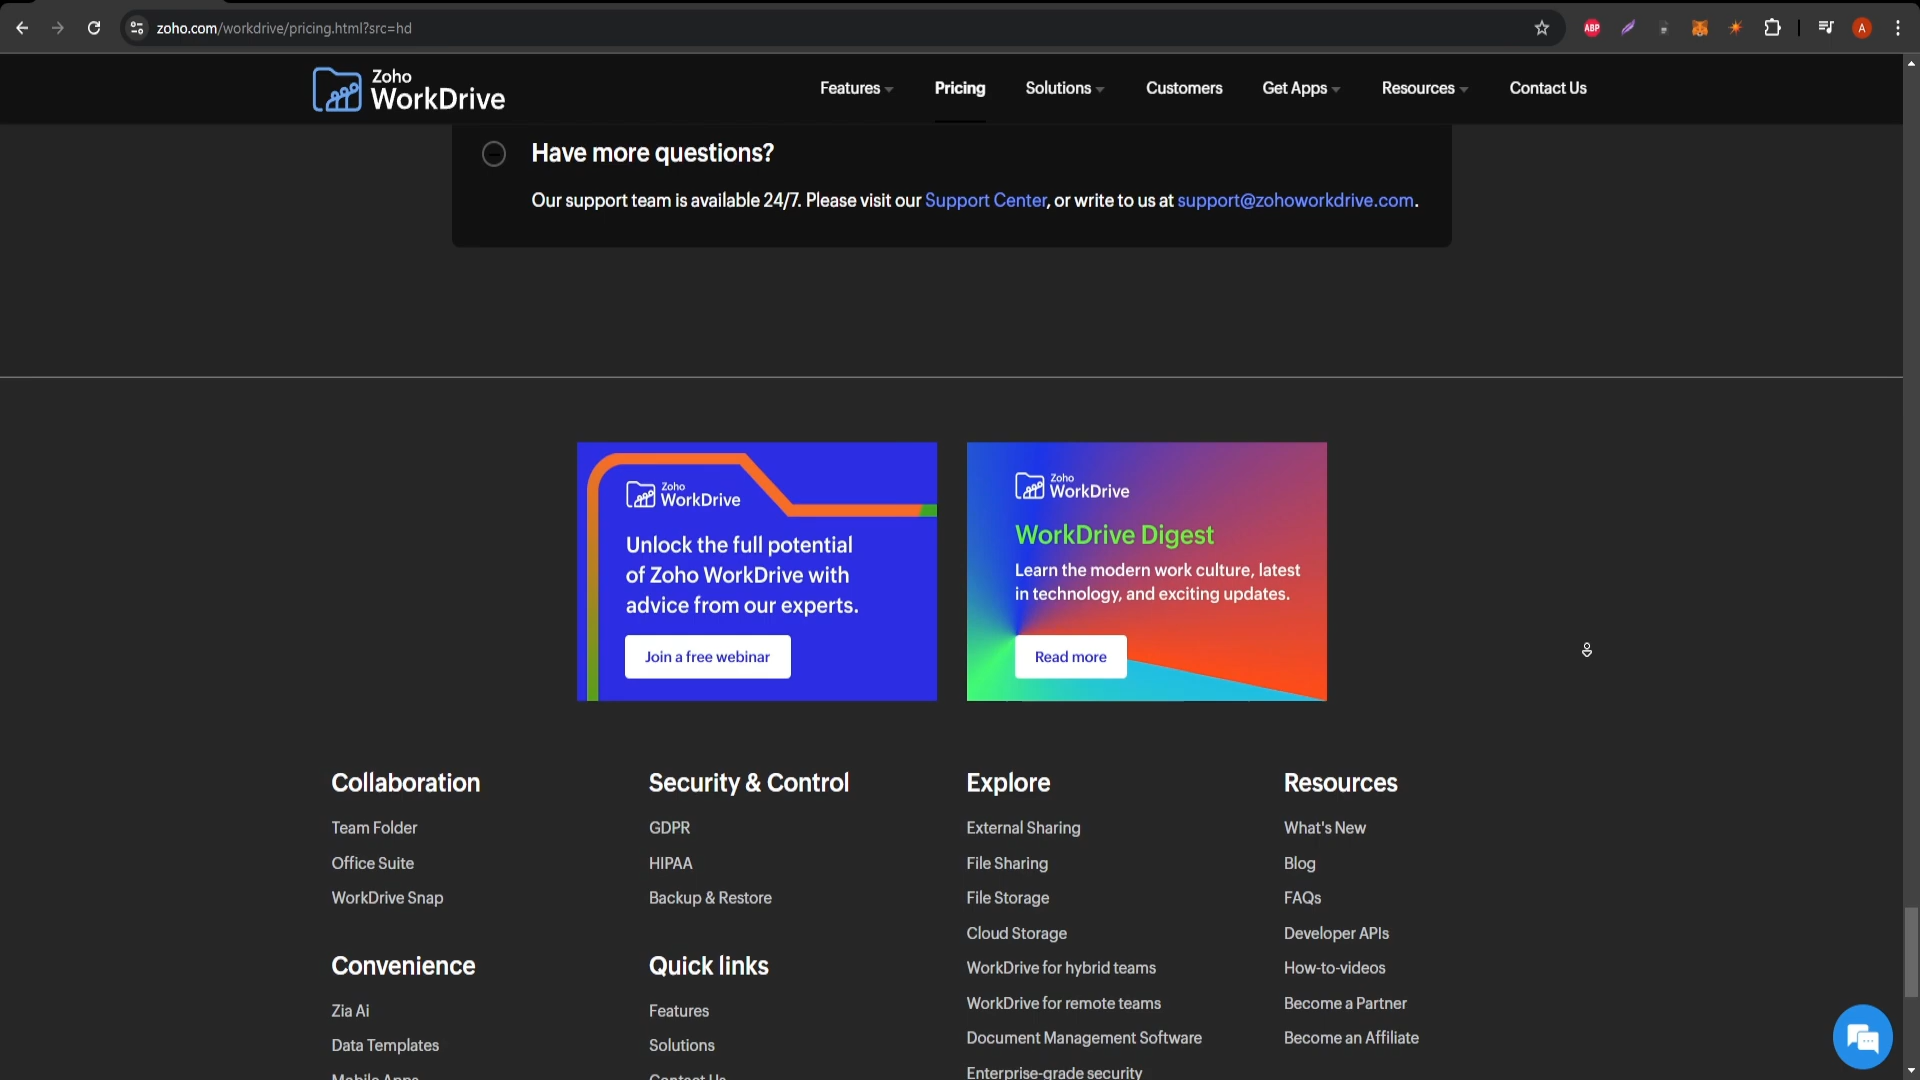 zoho.com/workdrive/pricing.html?src=hd
ABP
A
Zoho
WorkDrive
Features
Pricing
Solutions
Customers
Get Apps
Resources
Contact Us
Have more questions?
Our support team is available 24/7. Please visit our Support Center, or write to us at support@zohoworkdrive.com.
Zoho
WorkDrive
Unlock the full potential
of Zoho WorkDrive with
advice from our experts.
Join a free webinar
Zoho
WorkDrive
WorkDrive Digest
Learn the modern work culture, latest
in technology, and exciting updates.
Read more
Collaboration
Team Folder
Office Suite
WorkDrive Snap
Convenience
Zia Ai
Data Templates
Mobile Apps
Security & Control
GDPR
HIPAA
Backup & Restore
Quick links
Features
Solutions
Contact Us
Explore
External Sharing
File Sharing
File Storage
Cloud Storage
WorkDrive for hybrid teams
WorkDrive for remote teams
Document Management Software
Enterprise-grade security
Resources
What's New
Blog
FAQs
Developer APIs
How-to-videos
Become a Partner
Become an Affiliate